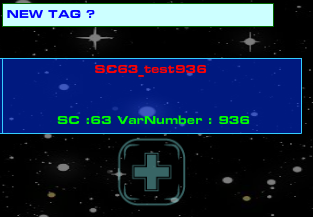 NEW TAG ?
SC63_test936
SC :63 VarNumber : 936